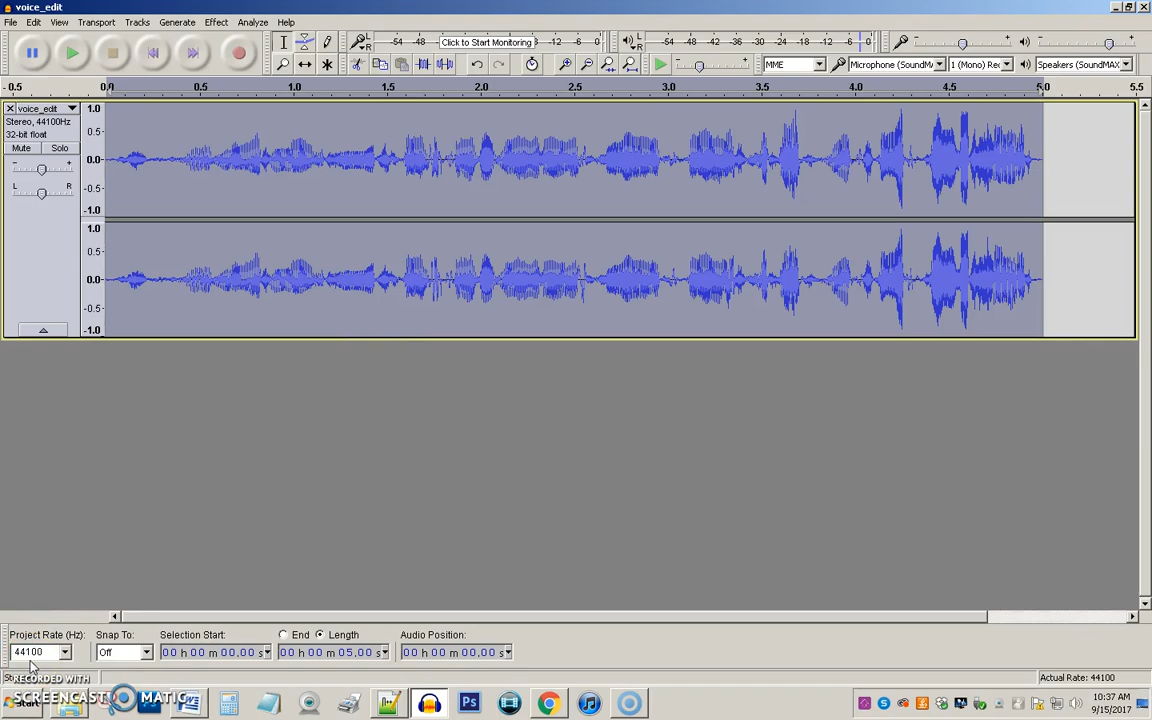 voice_edit
File Edit View Transport Tracks Generate Effect Analyze Help
L R -54 -48 Click to Start Monitoring -12 -6 0 L R -54 -48 -42 -36 -30 -24 -18 -12 -6 0 - + - +
- + MME Microphone (SoundMA 1 (Mono) Rec Speakers (SoundMAX
-0.5 0.0 0.5 1.0 1.5 2.0 2.5 3.0 3.5 4.0 4.5 5.0 5.5
voice_edit
Stereo, 44100Hz
32-bit float
Mute Solo
- +
L R
1.0
0.5
0.0
-0.5
-1.0
1.0
0.5
0.0
-0.5
-1.0
Project Rate (Hz): Snap To: Selection Start: End Length Audio Position:
44100 Off 00 h 00 m 00,00 s 00 h 00 m 05,00 s 00 h 00 m 00,00 s
Actual Rate: 44100
RECORDED WITH
SCREENCAST MATIC
Start
Ps
W
10:37 AM
9/15/2017